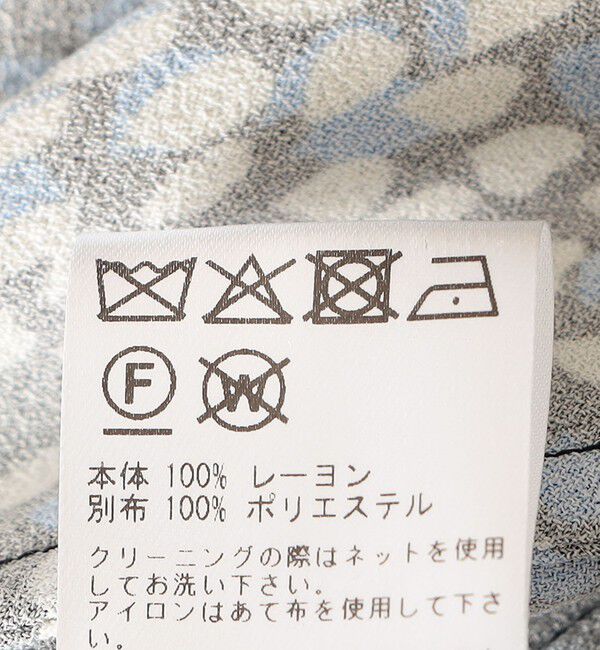 F W
本体 100% レーヨン
別布 100% ポリエステル
クリーニングの際はネットを使用
してお洗い下さい。
アイロンはあて布を使用して下さ
い。